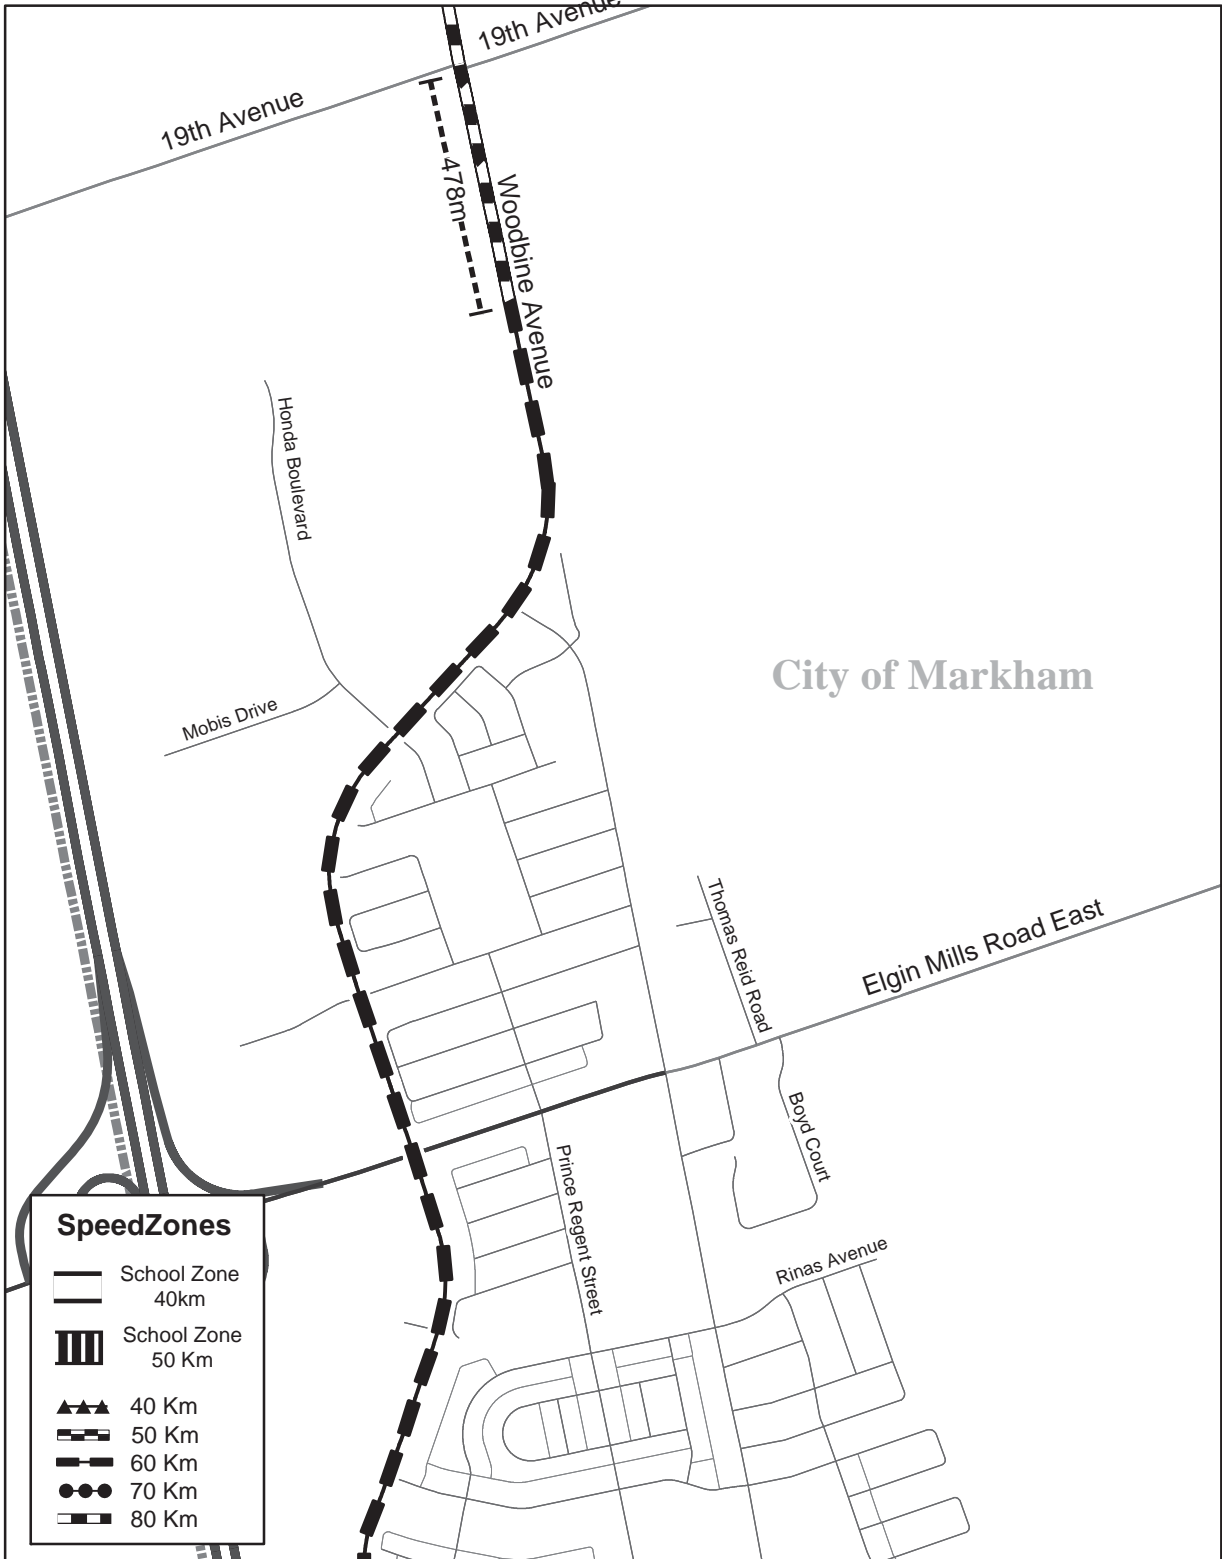 19th Avenue
19th Avenue
478m
Woodbine Avenue
Honda Boulevard
Mobis Drive
City of Markham
Thomas Reid Road
Elgin Mills Road East
Boyd Court
Prince Regent Street
Rinas Avenue
SpeedZones
School Zone
40km
School Zone
50 Km
40 Km
50 Km
60 Km
70 Km
80 Km